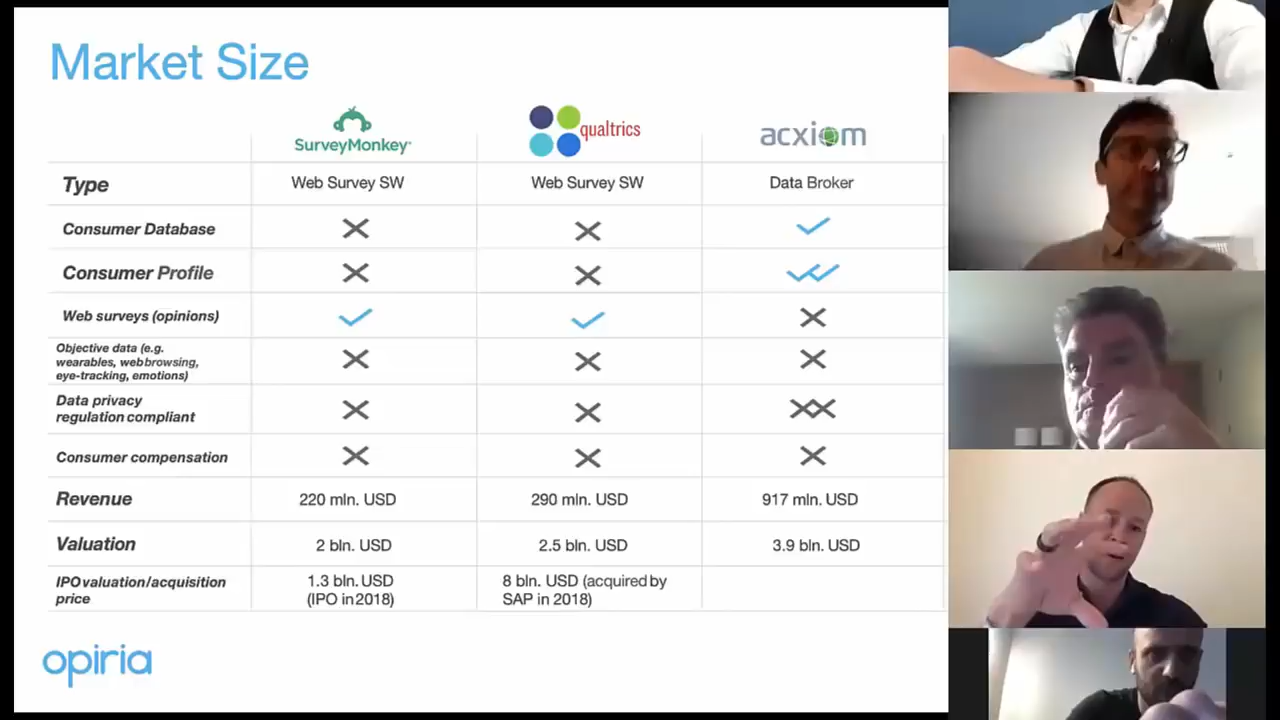 Market Size
SurveyMonkey
qualtrics
acxiom
Type
Web Survey SW
Web Survey SW
Data Broker
Consumer Database
Consumer Profile
Web surveys (opinions)
Objective data (e.g.
wearables, webbrowsing,
eye-tracking, emotions)
Data privacy
regulation compliant
Consumer compensation
Revenue
220 mln. USD
290 mln. USD
917 mln. USD
Valuation
2 bln. USD
2.5 bln. USD
3.9 bln. USD
IPO valuation/acquisition
price
1.3 bln. USD
(IPO in 2018)
8 bln. USD (acquired by
SAP in 2018)
opiria